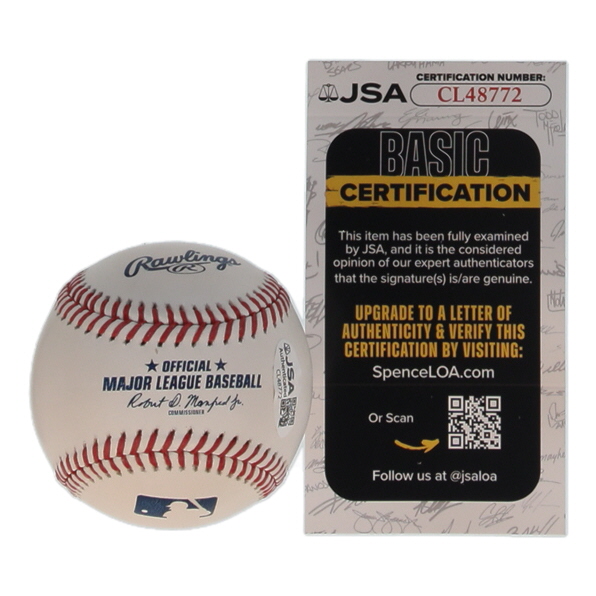 Rawlings
R
OFFICIAL
MAJOR LEAGUE BASEBALL
Robert D. Manfred Jr.
COMMISSIONER
JSA
Authenticated
CL48772
JSA
CERTIFICATION NUMBER:
CL48772
BASIC
CERTIFICATION
This item has been fully examined
by JSA, and it is the considered
opinion of our expert authenticators
that the signature(s) is/are genuine.
UPGRADE TO A LETTER OF
AUTHENTICITY & VERIFY THIS
CERTIFICATION BY VISITING:
SpenceLOA.com
Or Scan
Follow us at @jsaloa